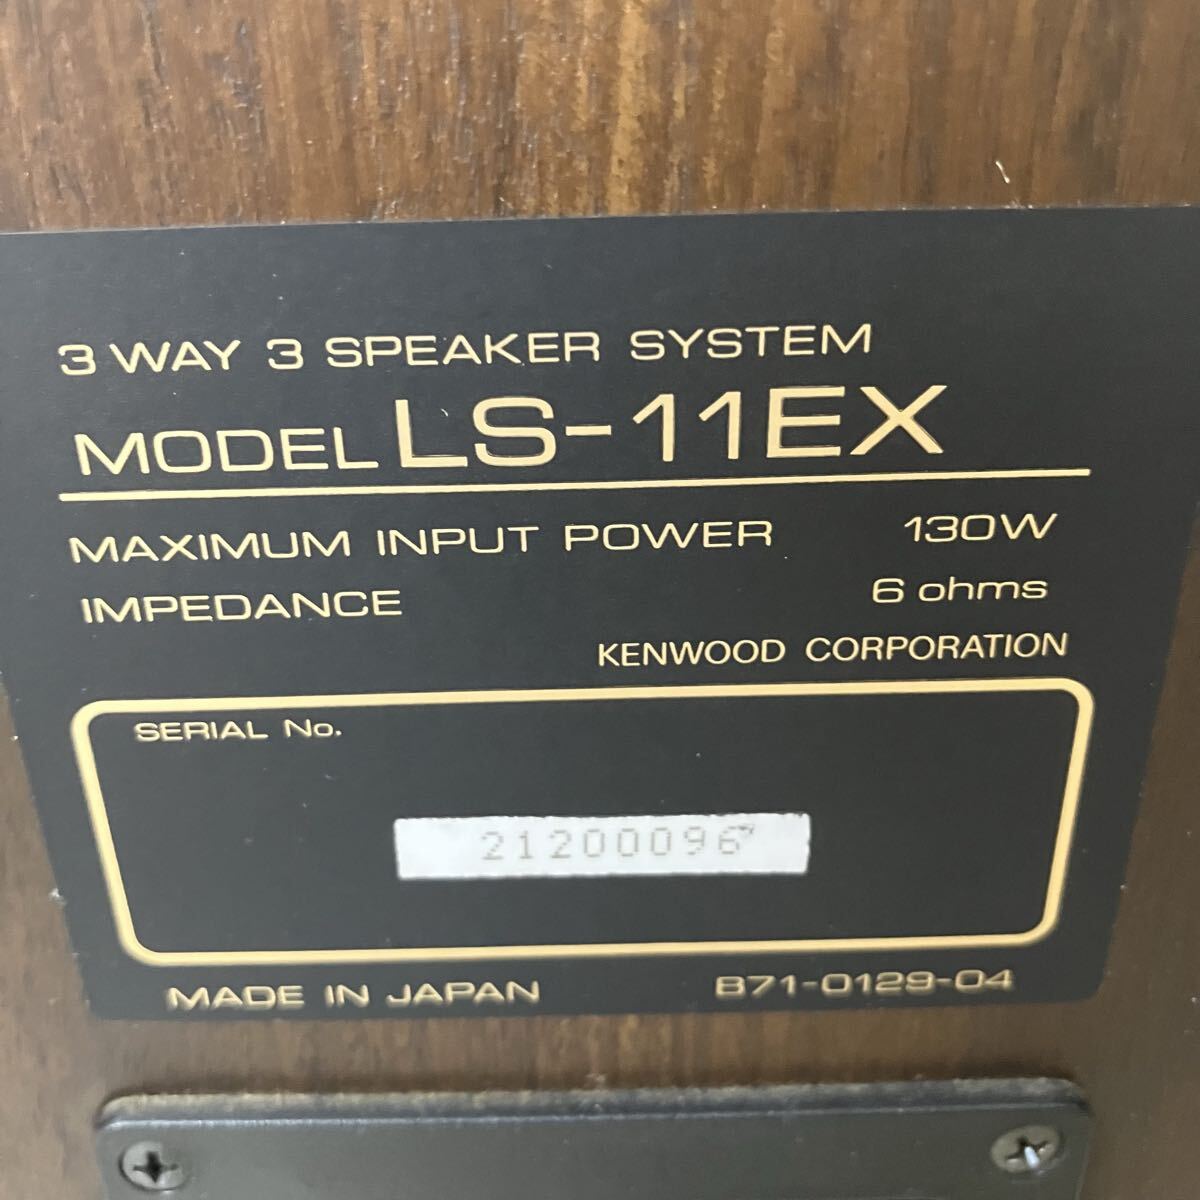 3 WAY 3 SPEAKER SYSTEM
MODEL LS-11EX
MAXIMUM INPUT POWER 130W
IMPEDANCE 6 ohms
KENWOOD CORPORATION
SERIAL No.
21200096
MADE IN JAPAN B71-0129-04